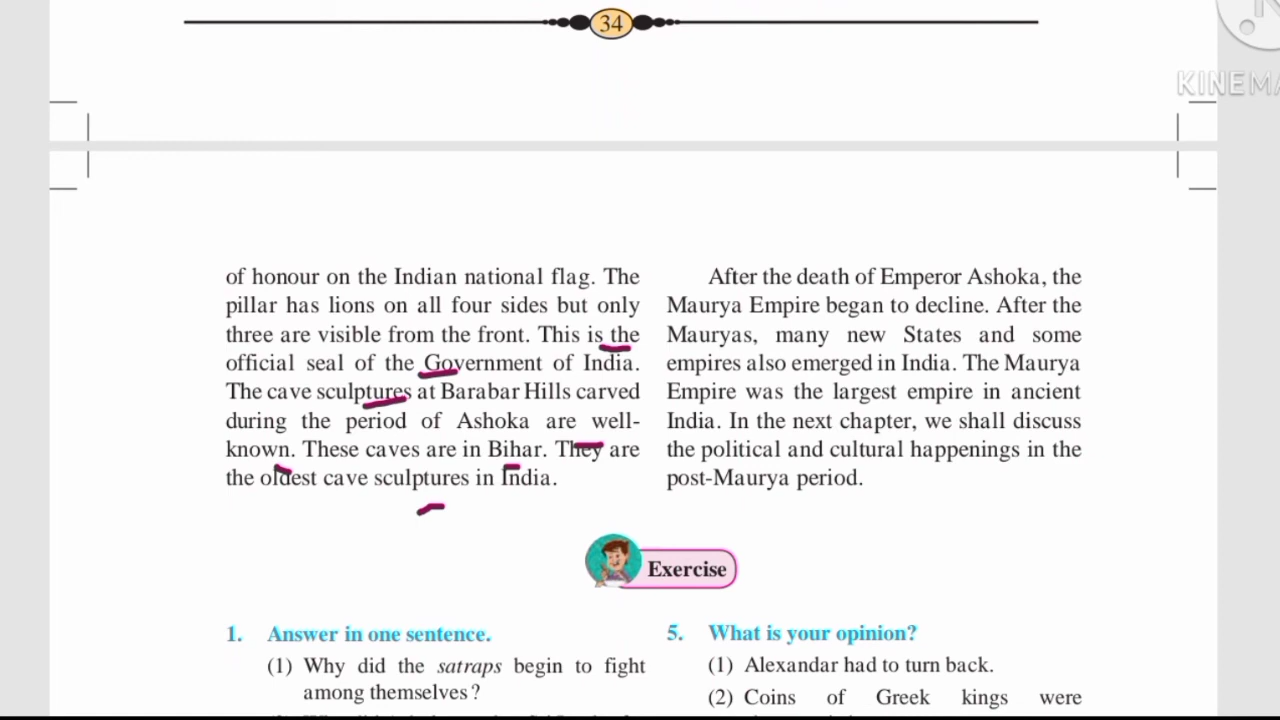 34
KINEMA
of honour on the Indian national flag. The
pillar has lions on all four sides but only
three are visible from the front. This is the
official seal of the Government of India.
The cave sculptures at Barabar Hills carved
during the period of Ashoka are well-
known. These caves are in Bihar. They are
the oldest cave sculptures in India.
After the death of Emperor Ashoka, the
Maurya Empire began to decline. After the
Mauryas, many new States and some
empires also emerged in India. The Maurya
Empire was the largest empire in ancient
India. In the next chapter, we shall discuss
the political and cultural happenings in the
post-Maurya period.
Exercise
1. Answer in one sentence.
(1) Why did the satraps begin to fight
among themselves?
5. What is your opinion?
(1) Alexandar had to turn back.
(2) Coins of Greek kings were